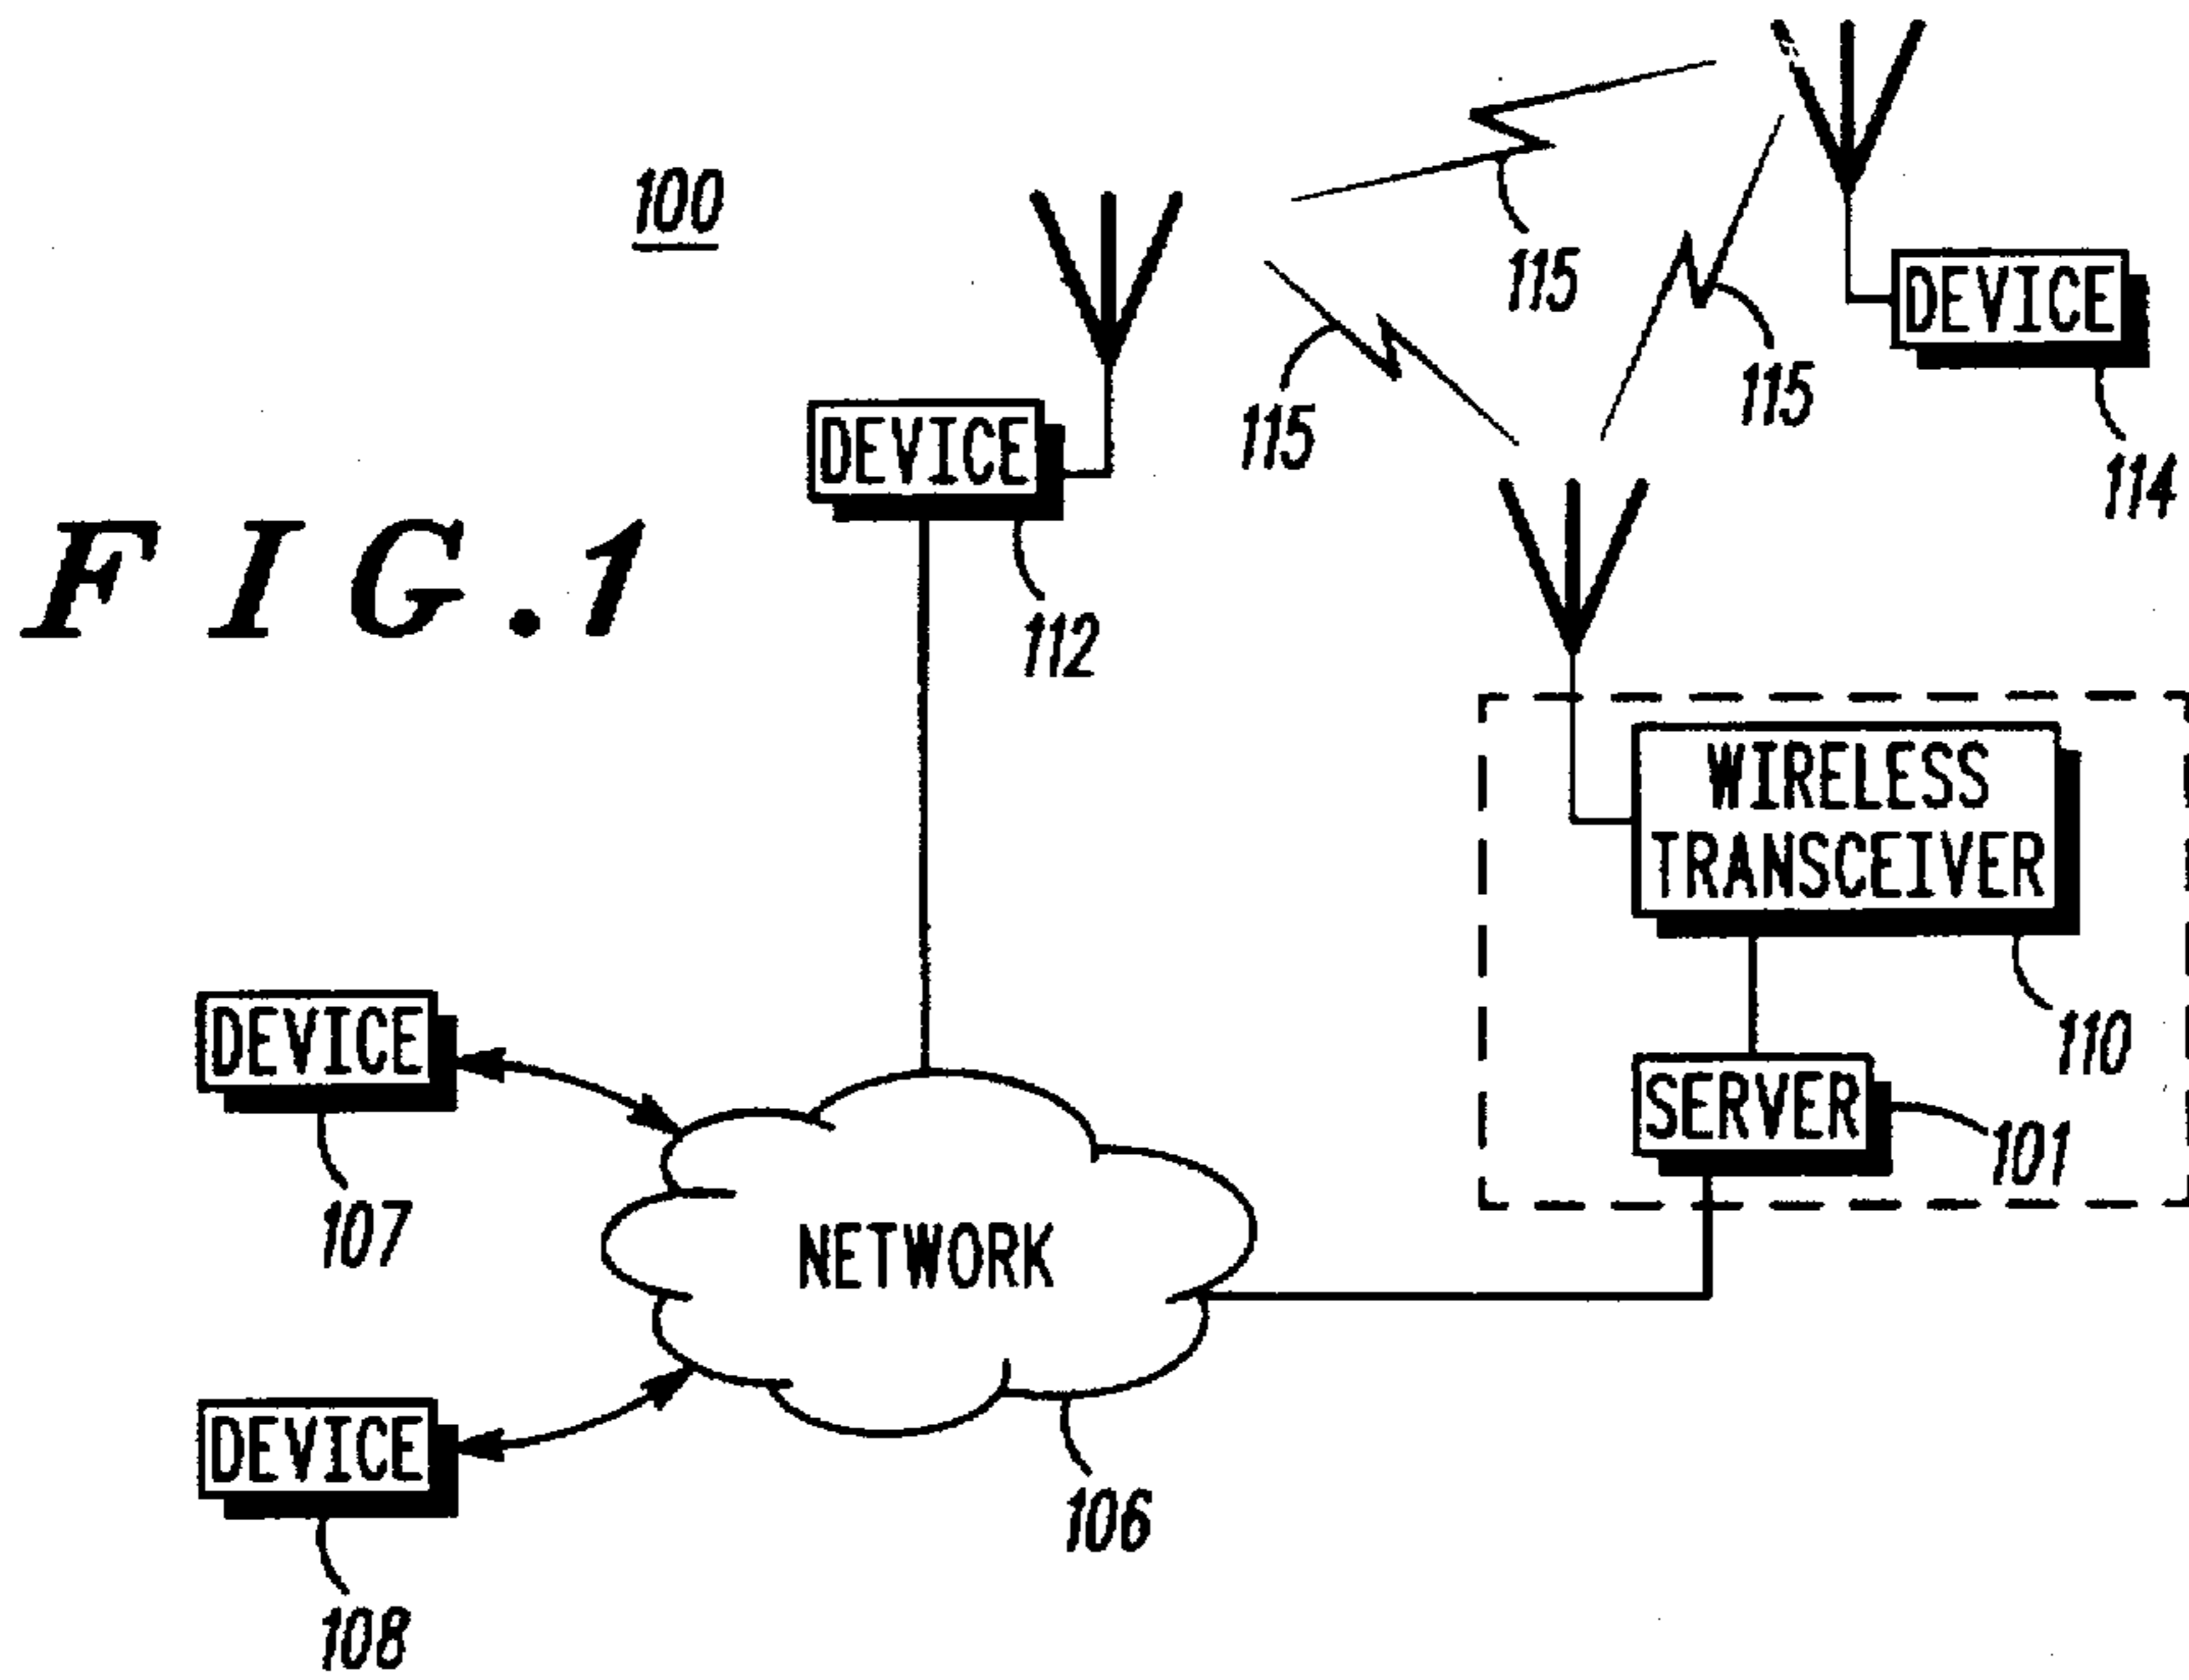 100
115
DEVICE
115
115
114
DEVICE
FIG.1
112
WIRELESS
TRANSCEIVER
110
DEVICE
SERVER
101
107
NETWORK
DEVICE
106
108